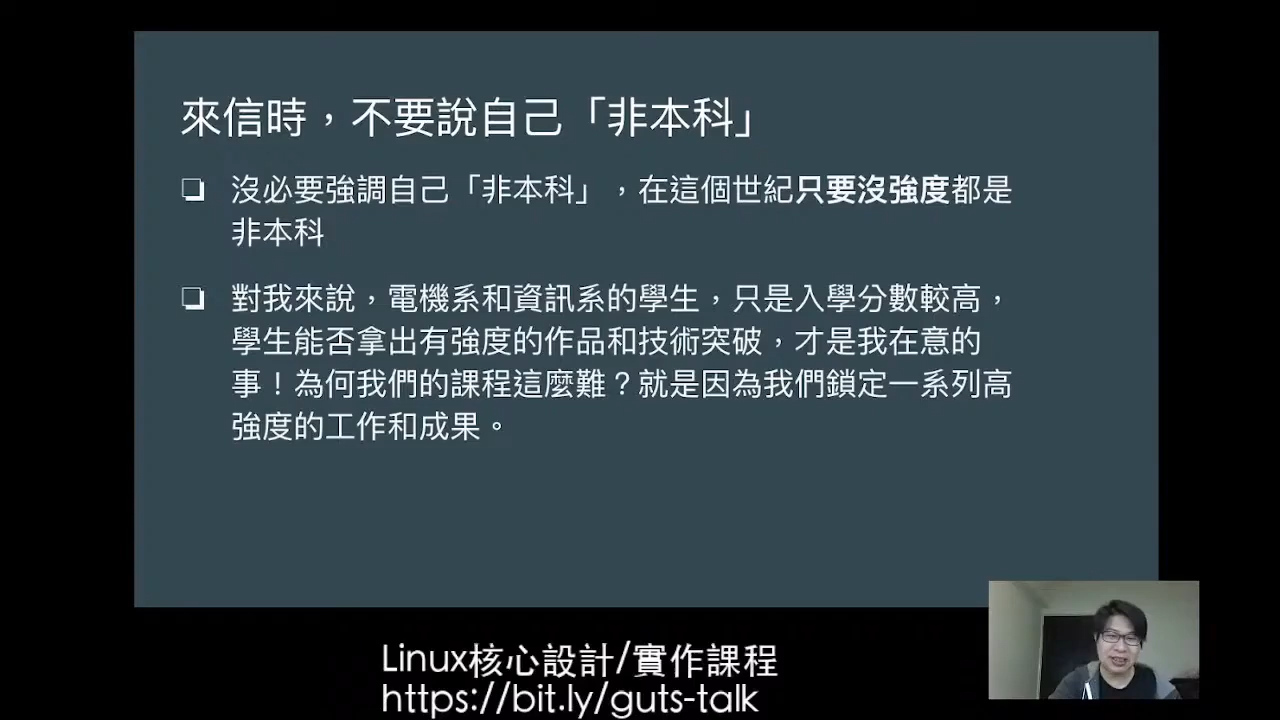 來信時，不要說自己「非本科」
❏ 沒必要強調自己「非本科」，在這個世紀只要沒強度都是
非本科
❏ 對我來說，電機系和資訊系的學生，只是入學分數較高，
學生能否拿出有強度的作品和技術突破，才是我在意的
事！為何我們的課程這麼難？就是因為我們鎖定一系列高
強度的工作和成果。
Linux核心設計/實作課程
https://bit.ly/guts-talk